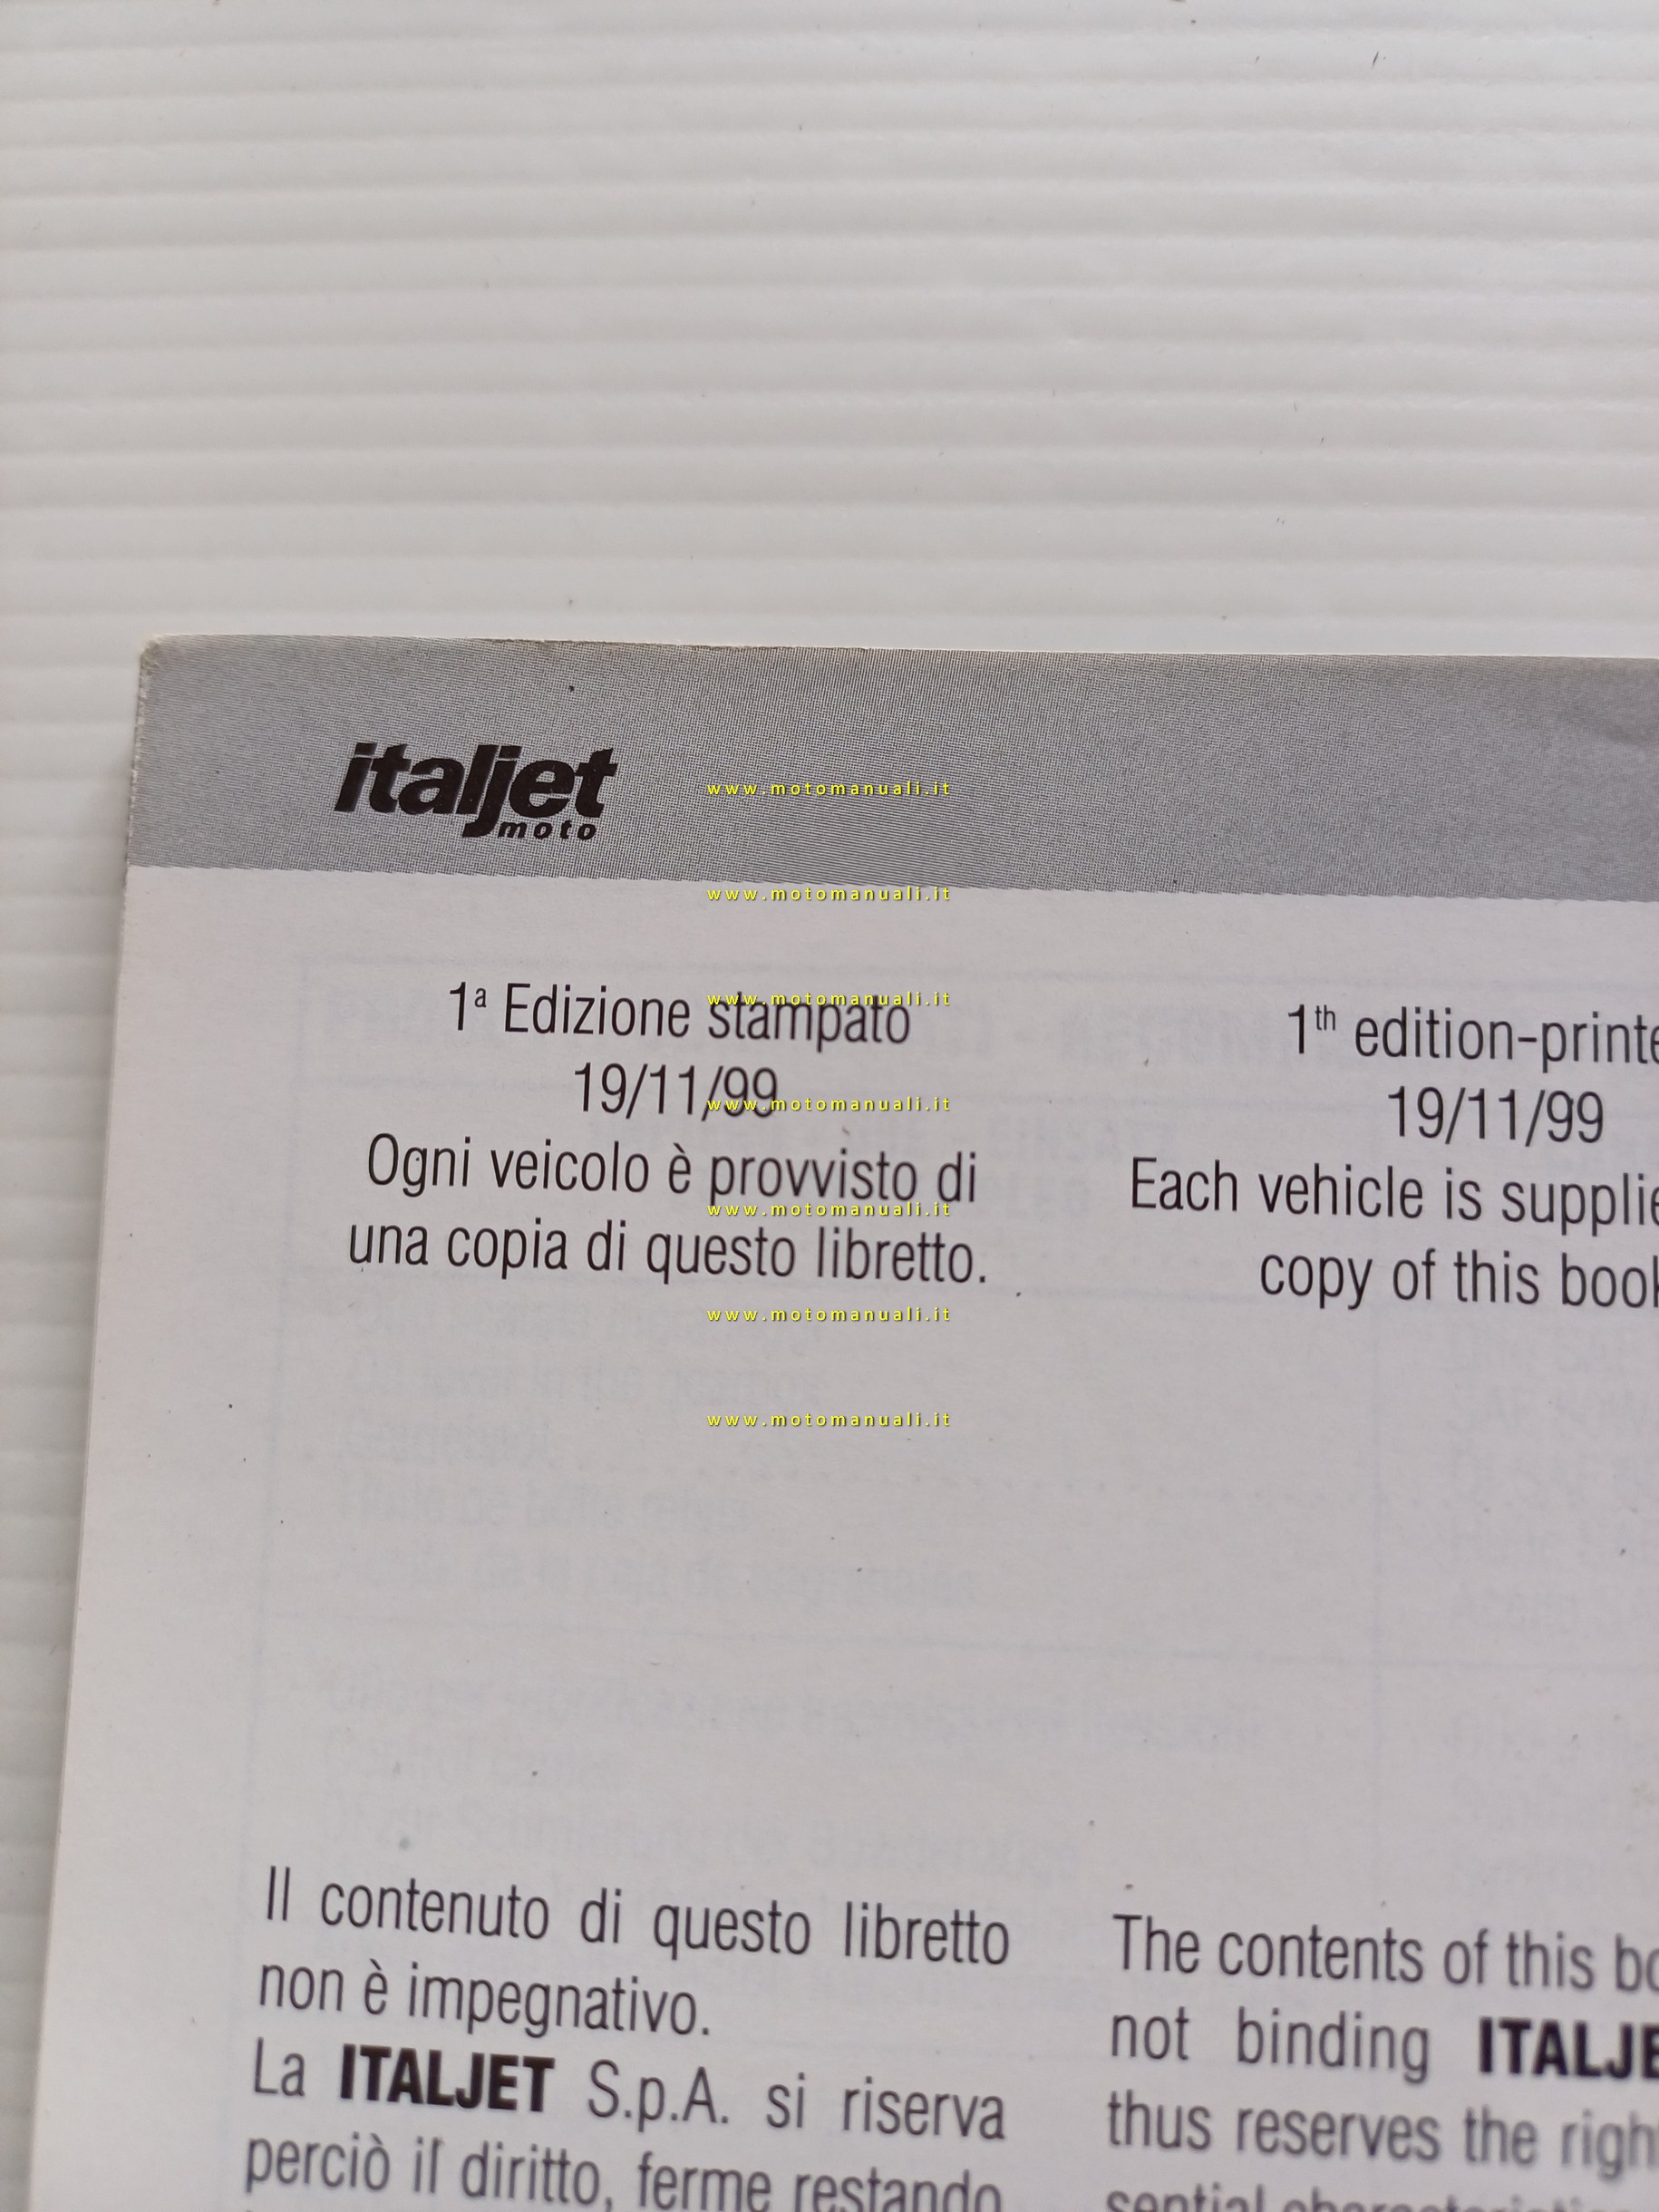 italjet
moto
www.motomanuali.it
www.motomanuali.it
1ª Edizione stampato
www.motomanuali.it
19/11/99
www.motomanuali.it
Ogni veicolo è provvisto di
www.motomanuali.it
una copia di questo libretto.
www.motomanuali.it
www.motomanuali.it
1th edition-printe
19/11/99
Each vehicle is supplie
copy of this book
Il contenuto di questo libretto
non è impegnativo.
La ITALJET S.p.A. si riserva
perciò il diritto, ferme restando
The contents of this bo
not binding ITALJE
thus reserves the righ